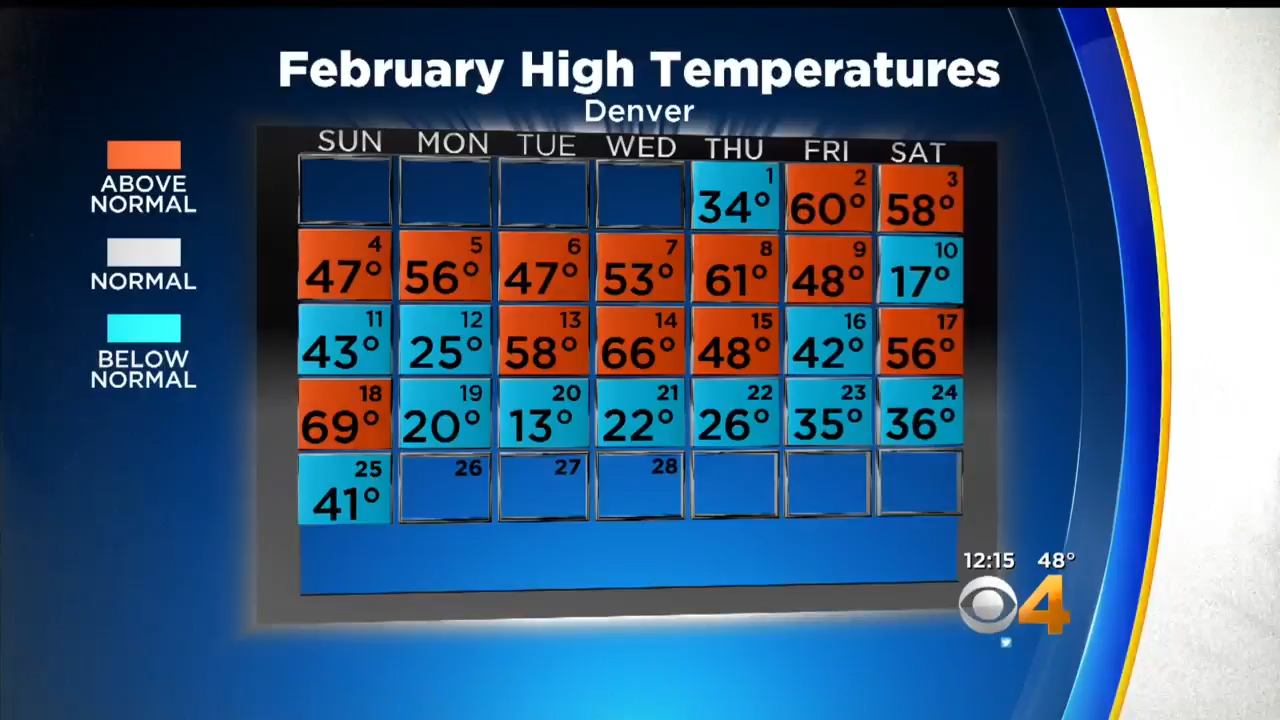 February High Temperatures
Denver
SUN MON TUE WED THU FRI SAT
1 2 3
34° 60° 58°
4 5 6 7 8 9 10
47° 56° 47° 53° 61° 48° 17°
11 12 13 14 15 16 17
43° 25° 58° 66° 48° 42° 56°
18 19 20 21 22 23 24
69° 20° 13° 22° 26° 35° 36°
25 26 27 28
41°
ABOVE
NORMAL
NORMAL
BELOW
NORMAL
12:15 48°
4